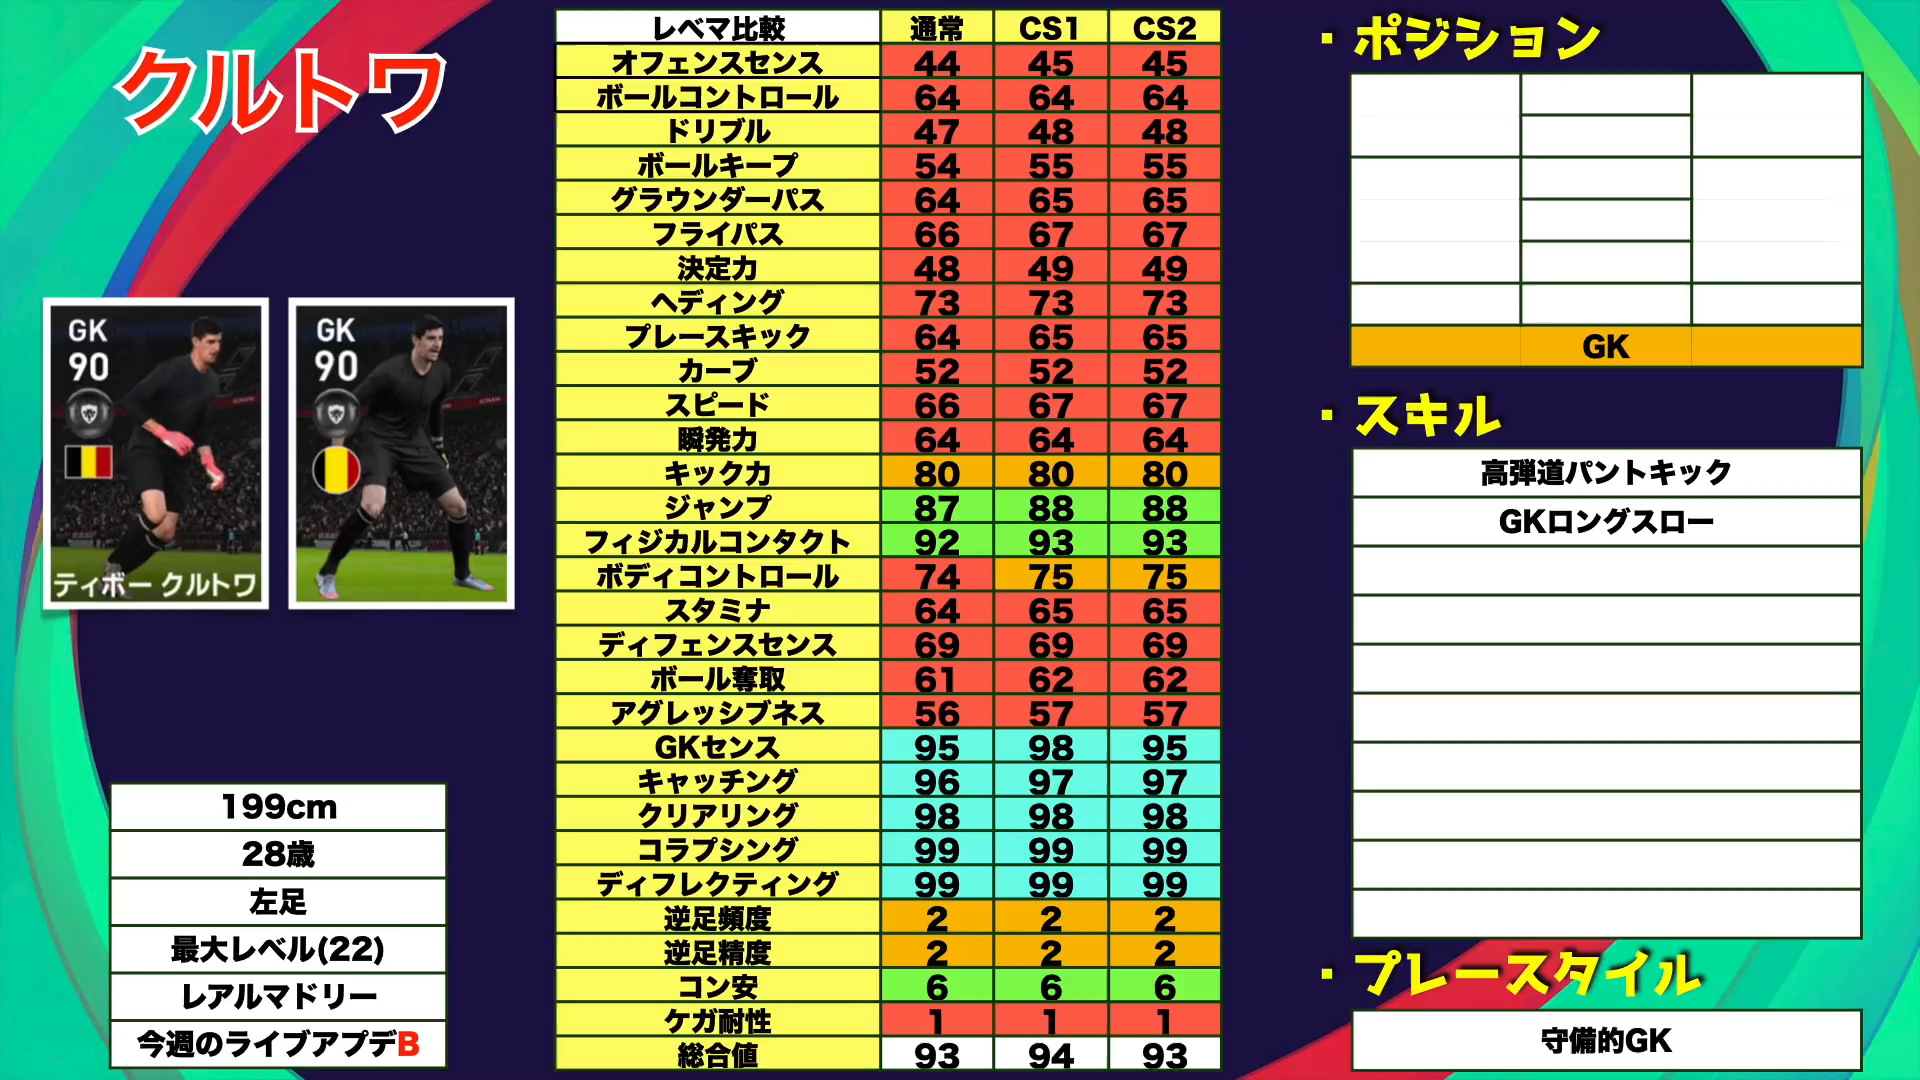 クルトワ
GK
90
ティボー クルトワ
GK
90
199cm
28歳
左足
最大レベル(22)
レアルマドリー
今週のライブアプデB
レベマ比較 通常 CS1 CS2
オフェンスセンス 44 45 45
ボールコントロール 64 64 64
ドリブル 47 48 48
ボールキープ 54 55 55
グラウンダーパス 64 65 65
フライパス 66 67 67
決定力 48 49 49
ヘディング 73 73 73
プレースキック 64 65 65
カーブ 52 52 52
スピード 66 67 67
瞬発力 64 64 64
キック力 80 80 80
ジャンプ 87 88 88
フィジカルコンタクト 92 93 93
ボディコントロール 74 75 75
スタミナ 64 65 65
ディフェンスセンス 69 69 69
ボール奪取 61 62 62
アグレッシブネス 56 57 57
GKセンス 95 98 95
キャッチング 96 97 97
クリアリング 98 98 98
コラプシング 99 99 99
ディフレクティング 99 99 99
逆足頻度 2 2 2
逆足精度 2 2 2
コン安 6 6 6
ケガ耐性 1 1 1
総合値 93 94 93
・ポジション
GK
・スキル
高弾道パントキック
GKロングスロー
・プレースタイル
守備的GK